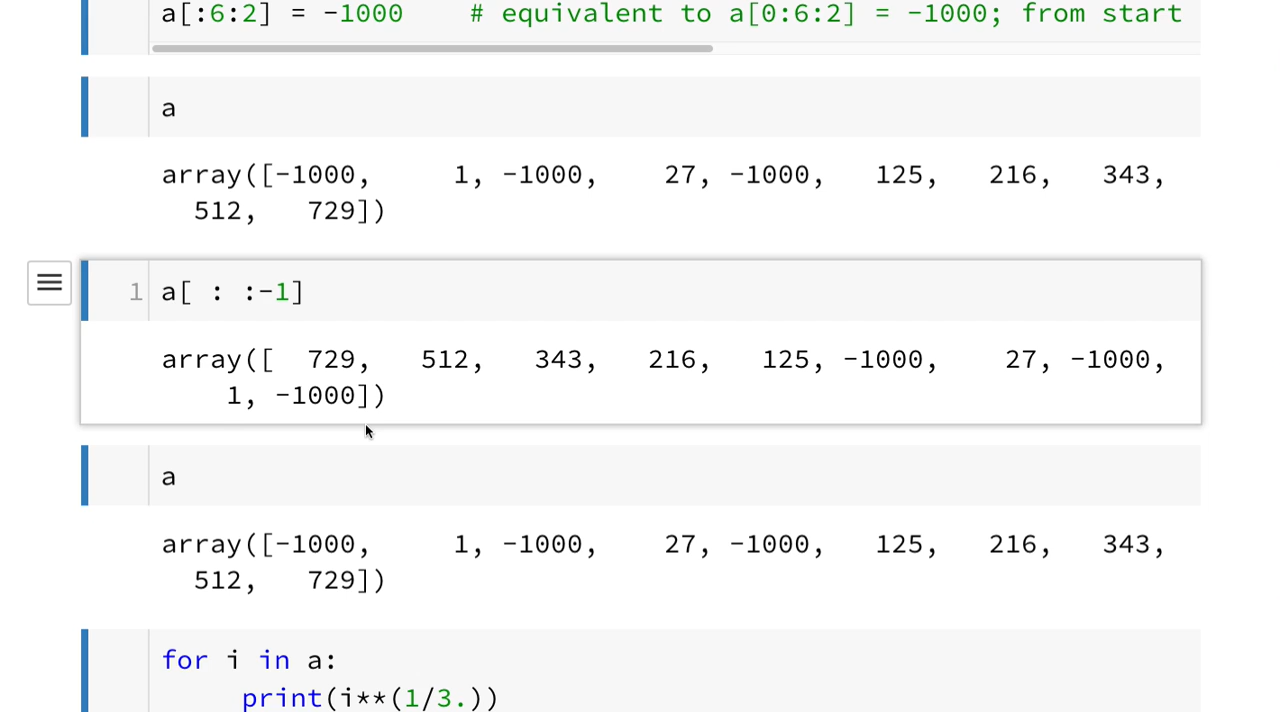 a[:6:2] = -1000    # equivalent to a[0:6:2] = -1000; from start
a
array([-1000,     1, -1000,    27, -1000,   125,   216,   343,
  512,   729])
1 a[ : :-1]
array([  729,   512,   343,   216,   125, -1000,    27, -1000,
    1, -1000])
a
array([-1000,     1, -1000,    27, -1000,   125,   216,   343,
  512,   729])
for i in a:
     print(i**(1/3.))